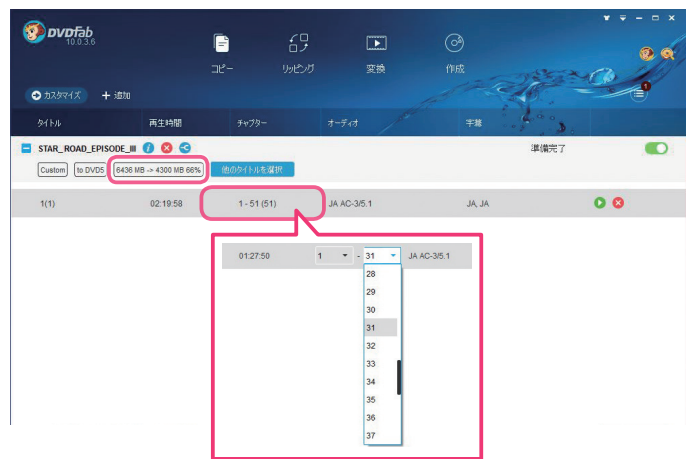 DVDFab
10.0.3.6
コピー リッピング 変換 作成
カスタマイズ + 追加
タイトル 再生時間 チャプター オーディオ 字幕
STAR_ROAD_EPISODE_III 準備完了
Custom to DVD5 6436 MB -> 4300 MB 66% 他のタイトルを選択
1(1) 02:19:58 1 - 51 (51) JA AC-3/5.1 JA, JA
01:27:50 1 - 31 JA AC-3/5.1
28
29
30
31
32
33
34
35
36
37